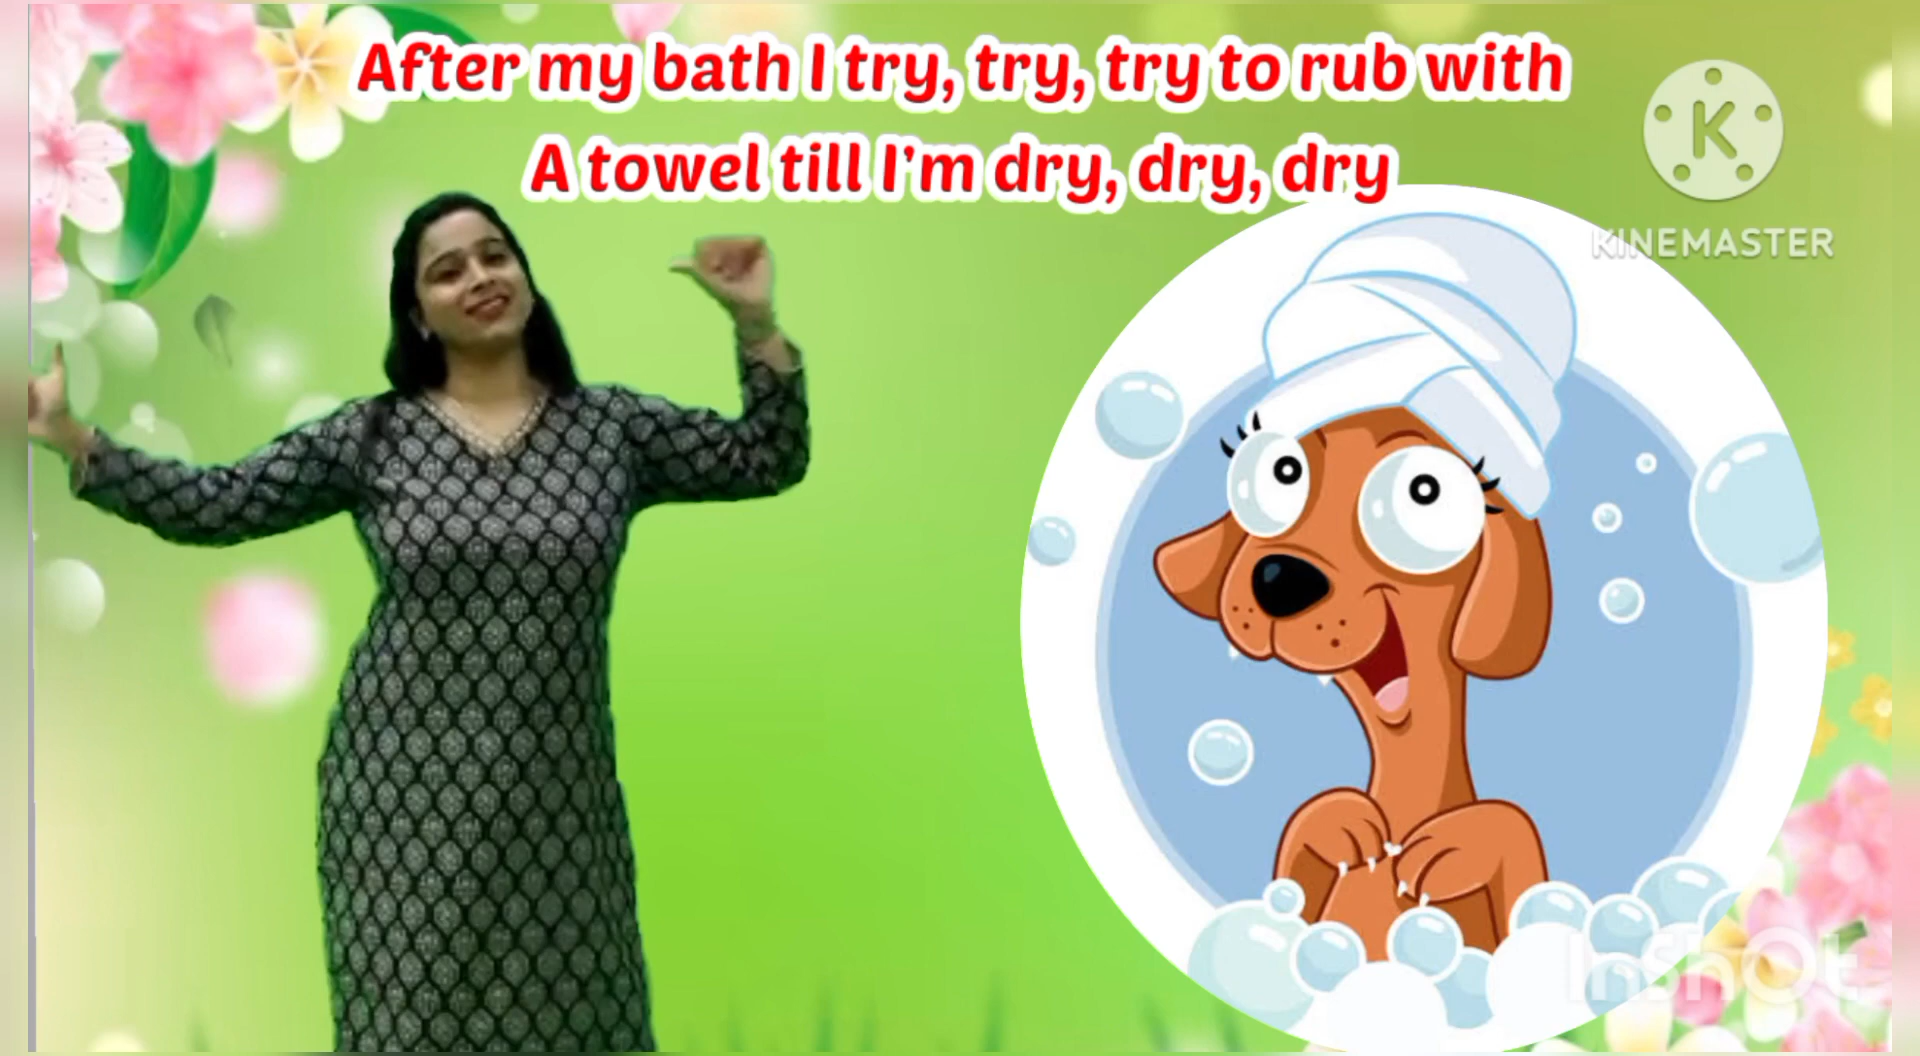 After my bath I try, try, try to rub with
A towel till I'm dry, dry, dry
K
KINEMASTER
InShOt